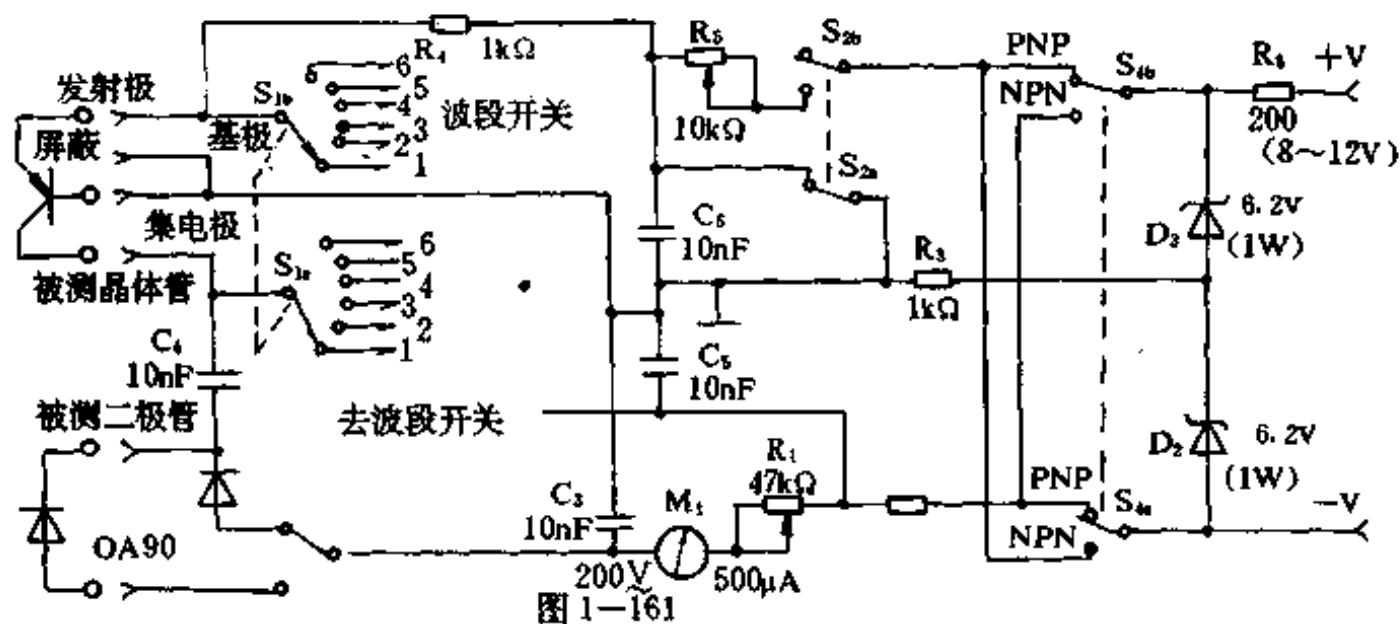 R₄
1kΩ
R₅
10kΩ
S₂b
PNP
NPN
S₄b
R₆
200
+V
(8~12V)
发射极
屏蔽
集电极
被测晶体管
S₁b
基极
6
5
4
3
2
1
波段开关
S₂a
C₆
10nF
D₃
6.2V
(1W)
R₃
1kΩ
S₁a
6
5
4
3
2
1
C₄
10nF
C₅
10nF
被测二极管
去波段开关
OA90
C₃
10nF
200V
M₁
500μA
R₁
47kΩ
PNP
NPN
S₄a
D₂
6.2V
(1W)
-V
图 1-161